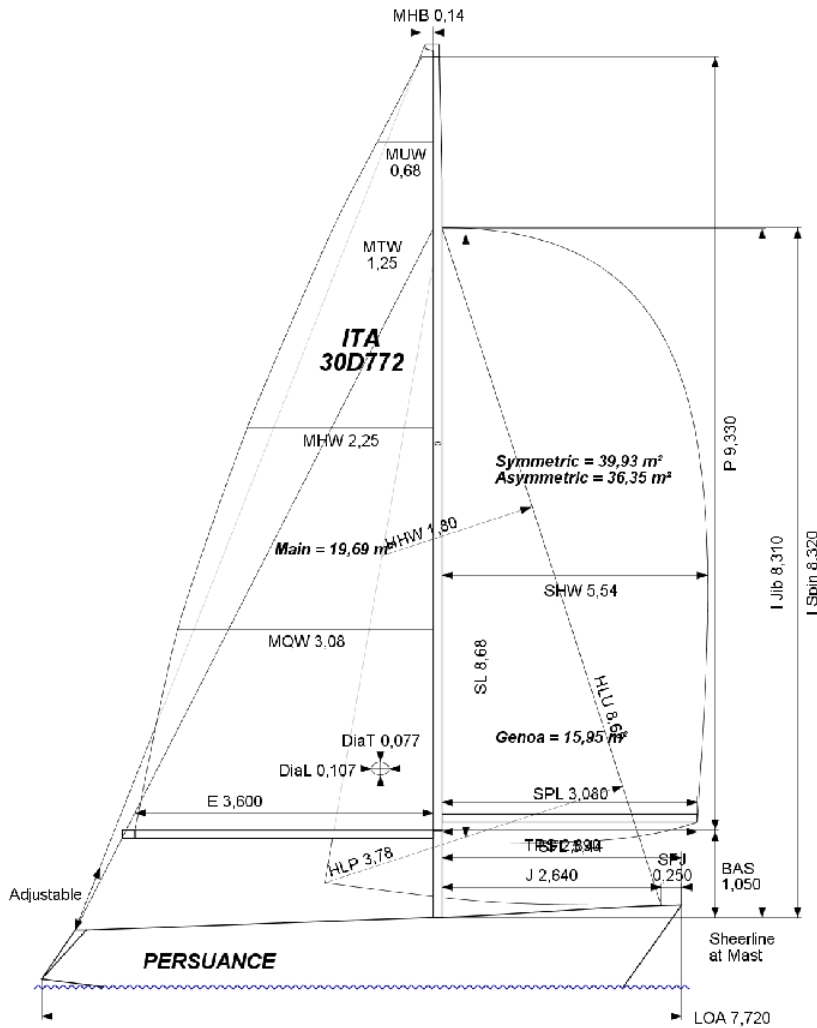 MHB 0,14
MUW
0,68
MTW
1,25
ITA
30D772
MHW 2,25
Symmetric = 39,93 m²
Asymmetric = 36,35 m²
P 9,330
I Jib 8,310
I Spin 8,320
HHW 1,80
Main = 19,69 m²
SHW 5,54
MQW 3,08
SL 8,68
Genoa = 15,95 m²
DiaT 0,077
DiaL 0,107
SPL 3,080
E 3,600
HLP 3,78
SFJ
0,250
J 2,640
BAS
1,050
Adjustable
Sheerline
at Mast
PERSUANCE
LOA 7,720